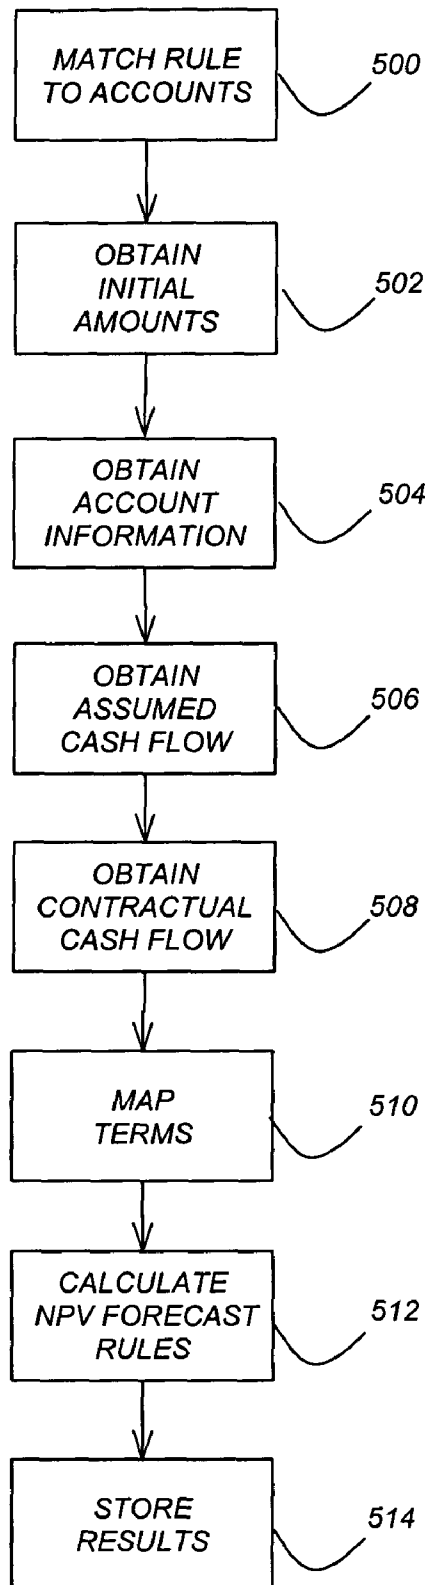 MATCH RULE
TO ACCOUNTS
500
OBTAIN
INITIAL
AMOUNTS
502
OBTAIN
ACCOUNT
INFORMATION
504
OBTAIN
ASSUMED
CASH FLOW
506
OBTAIN
CONTRACTUAL
CASH FLOW
508
MAP
TERMS
510
CALCULATE
NPV FORECAST
RULES
512
STORE
RESULTS
514